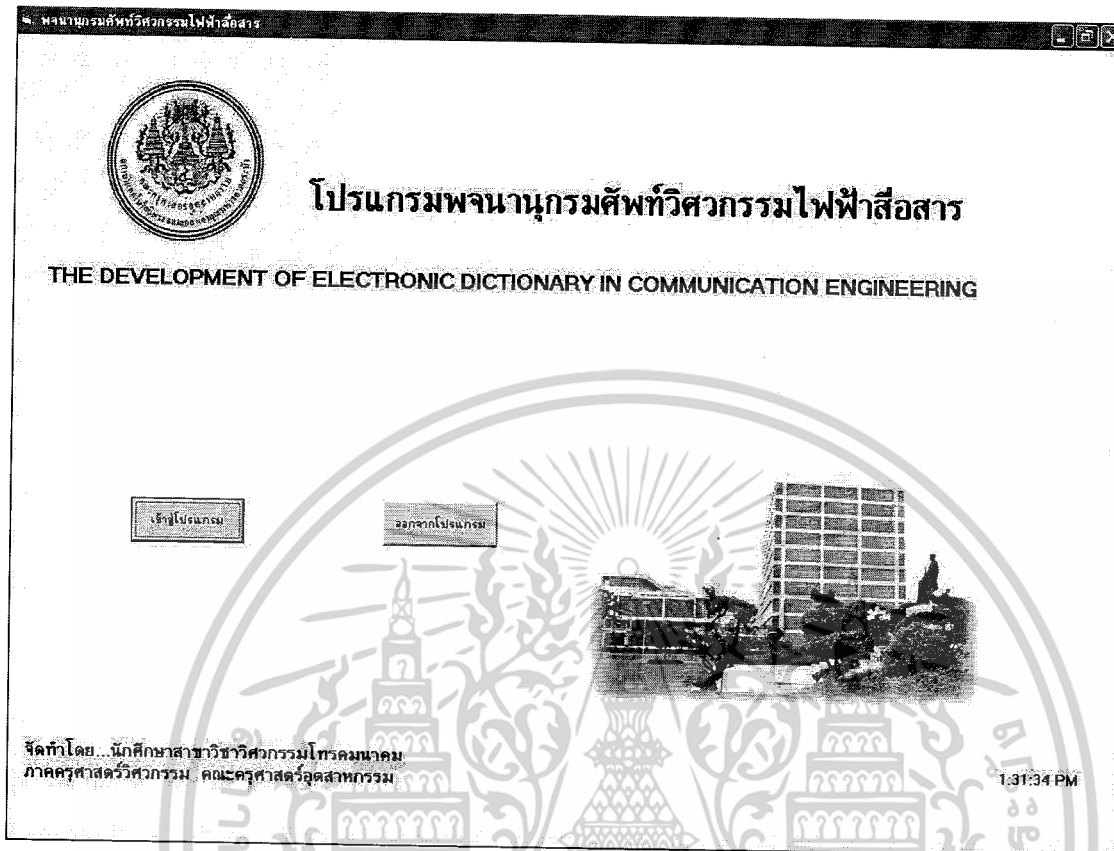 พจนานุกรมศัพท์วิศวกรรมไฟฟ้าสื่อสาร
โปรแกรมพจนานุกรมศัพท์วิศวกรรมไฟฟ้าสื่อสาร
THE DEVELOPMENT OF ELECTRONIC DICTIONARY IN COMMUNICATION ENGINEERING
เข้าสู่โปรแกรม
ออกจากโปรแกรม
จัดทำโดย...นักศึกษาสาขาวิชาวิศวกรรมโทรคมนาคม
ภาคครุศาสตร์วิศวกรรม คณะครุศาสตร์อุตสาหกรรม
1:31:34 PM